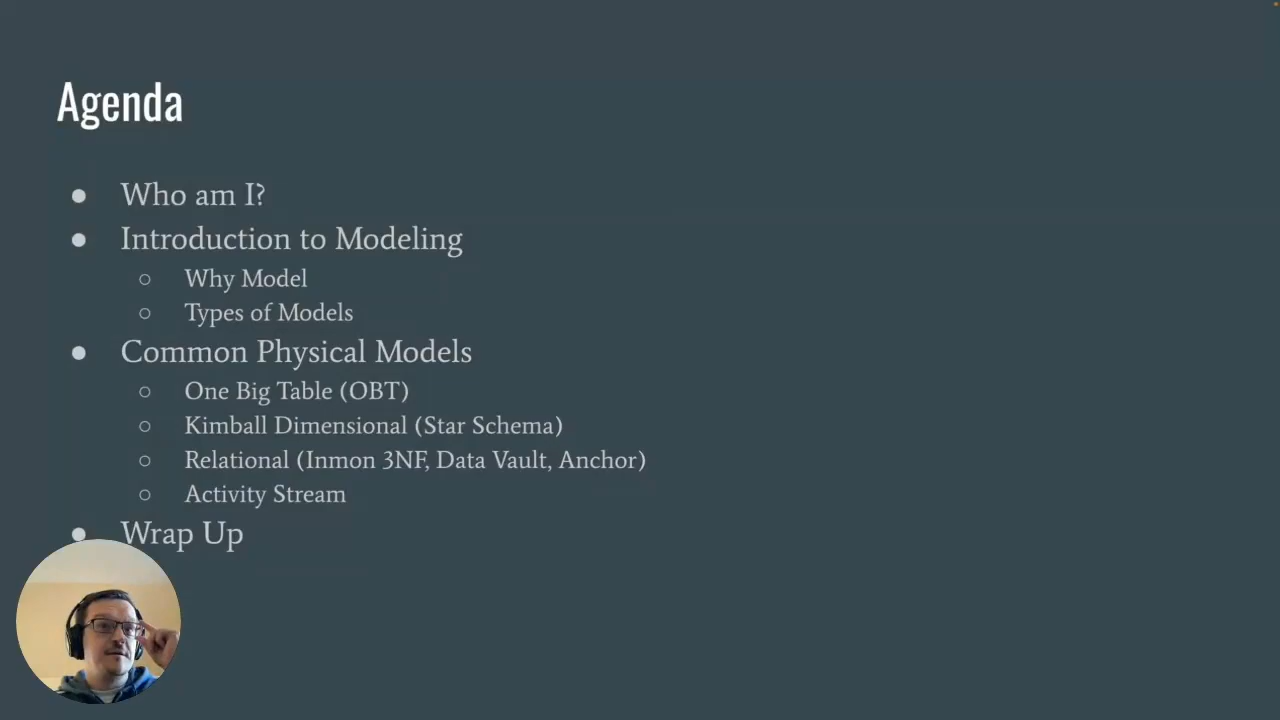 Agenda
● Who am I?
● Introduction to Modeling
○ Why Model
○ Types of Models
● Common Physical Models
○ One Big Table (OBT)
○ Kimball Dimensional (Star Schema)
○ Relational (Inmon 3NF, Data Vault, Anchor)
○ Activity Stream
● Wrap Up